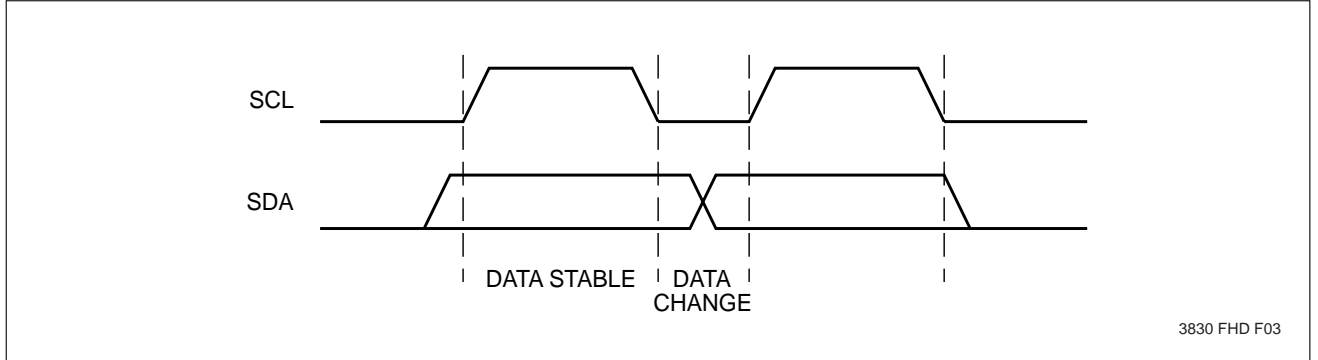 SCL
SDA
DATA STABLE
DATA
CHANGE
3830 FHD F03